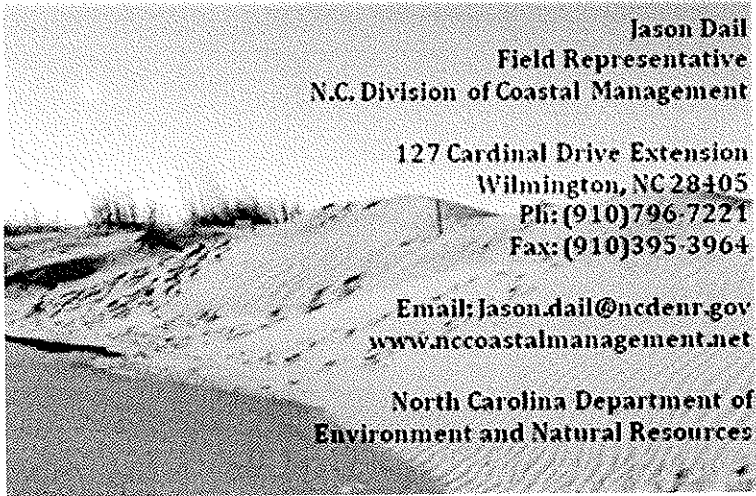 Jason Dail
Field Representative
N.C. Division of Coastal Management
127 Cardinal Drive Extension
Wilmington, NC 28405
Ph: (910)796-7221
Fax: (910)395-3964
Email: Jason.dail@ncdenr.gov
www.nccoastalmanagement.net
North Carolina Department of
Environment and Natural Resources